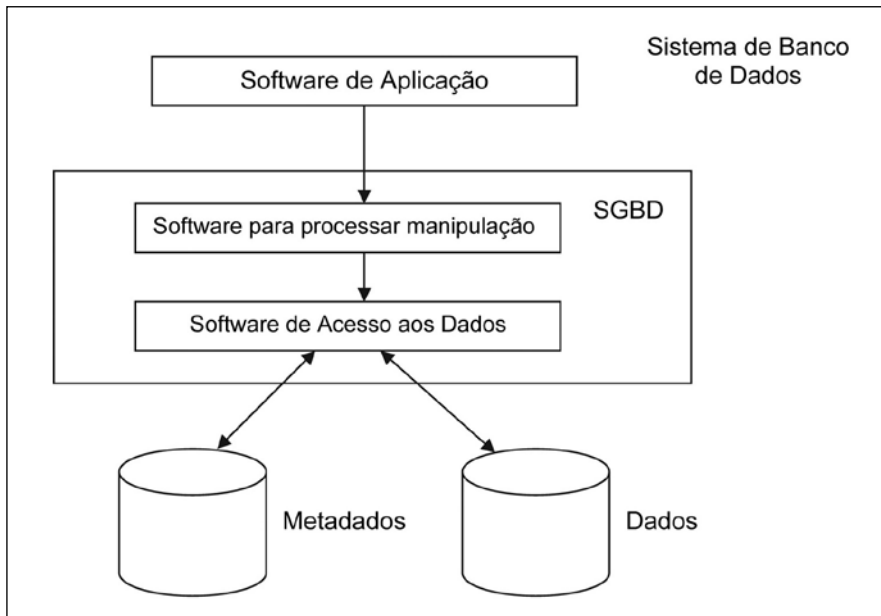 Sistema de Banco
de Dados
Software de Aplicação
SGBD
Software para processar manipulação
Software de Acesso aos Dados
Metadados
Dados